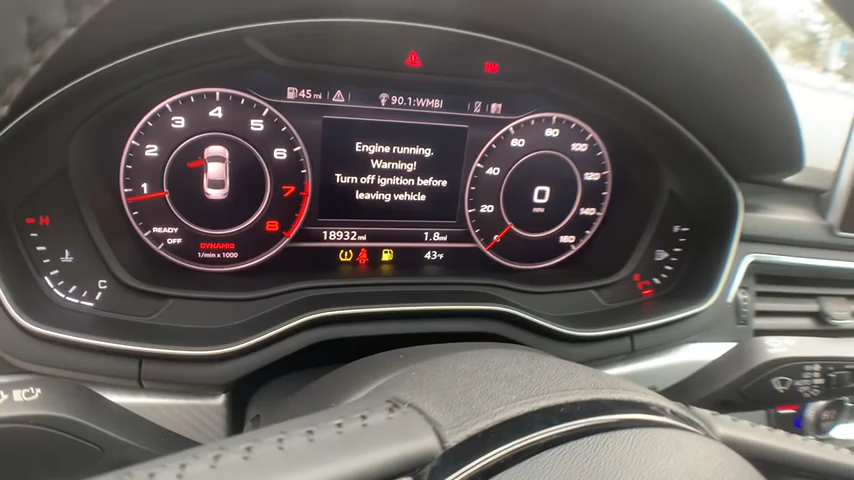 45 mi
90.1:WMBJ
Engine running.
Warning!
Turn off ignition before
leaving vehicle
1
2
3
4
5
6
7
8
READY
OFF
DYNAMIC
1/min x 1000
0
20
40
60
80
100
120
140
160
0
MPH
18932 mi
1.8 mi
43°F
H
C
F
E